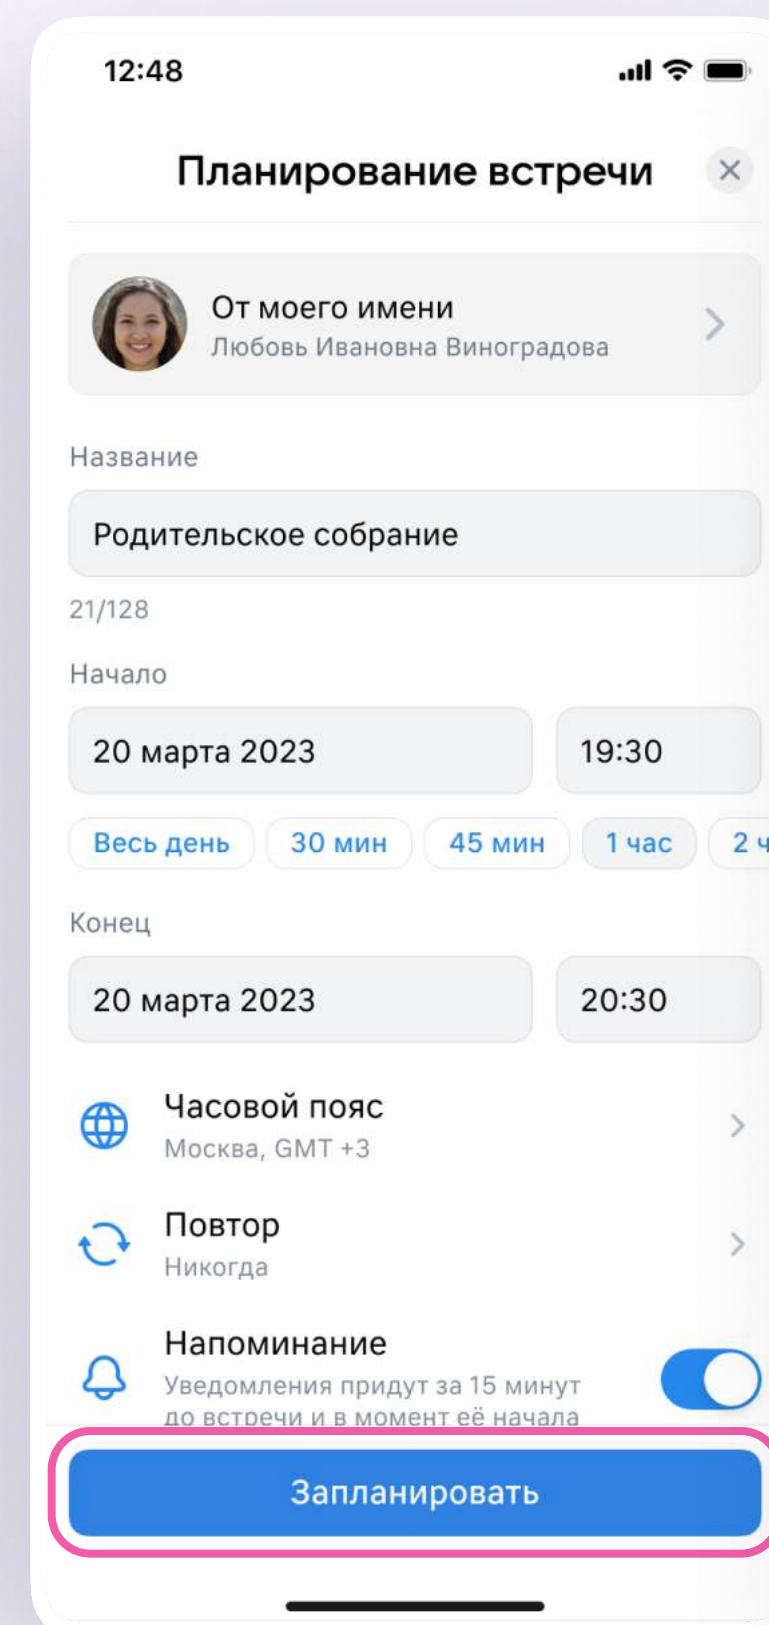 12:48
Планирование встречи
От моего имени
Любовь Ивановна Виноградова
Название
Родительское собрание
21/128
Начало
20 марта 2023 19:30
Весь день 30 мин 45 мин 1 час 2 ч
Конец
20 марта 2023 20:30
Часовой пояс
Москва, GMT +3
Повтор
Никогда
Напоминание
Уведомления придут за 15 минут
до встречи и в момент её начала
Запланировать